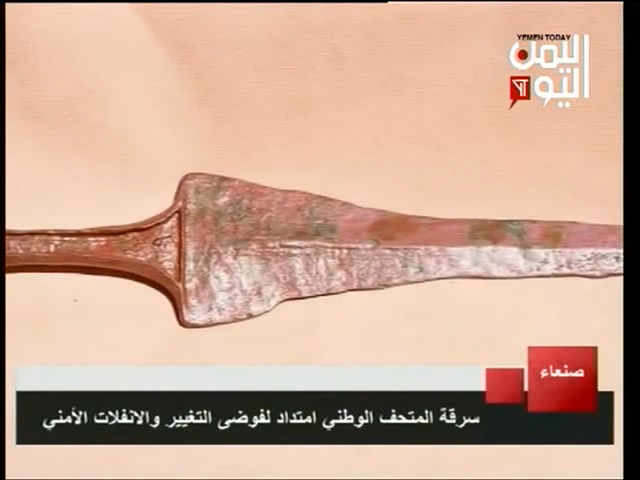 YEMEN TODAY
اليمن
اليوم
صنعاء
سرقة المتحف الوطني امتداد لفوضى التغيير والانفلات الأمني